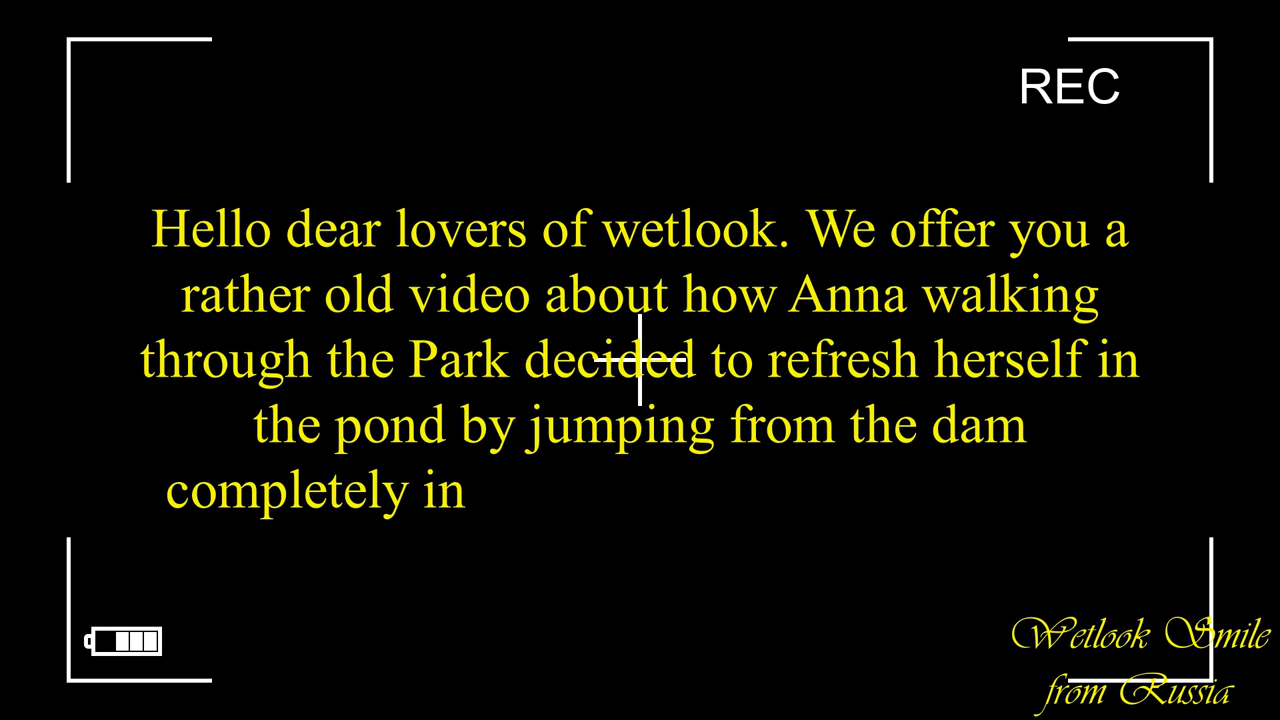 REC
Hello dear lovers of wetlook. We offer you a
rather old video about how Anna walking
through the Park decided to refresh herself in
the pond by jumping from the dam
completely in
Wetlook Smile
from Russia